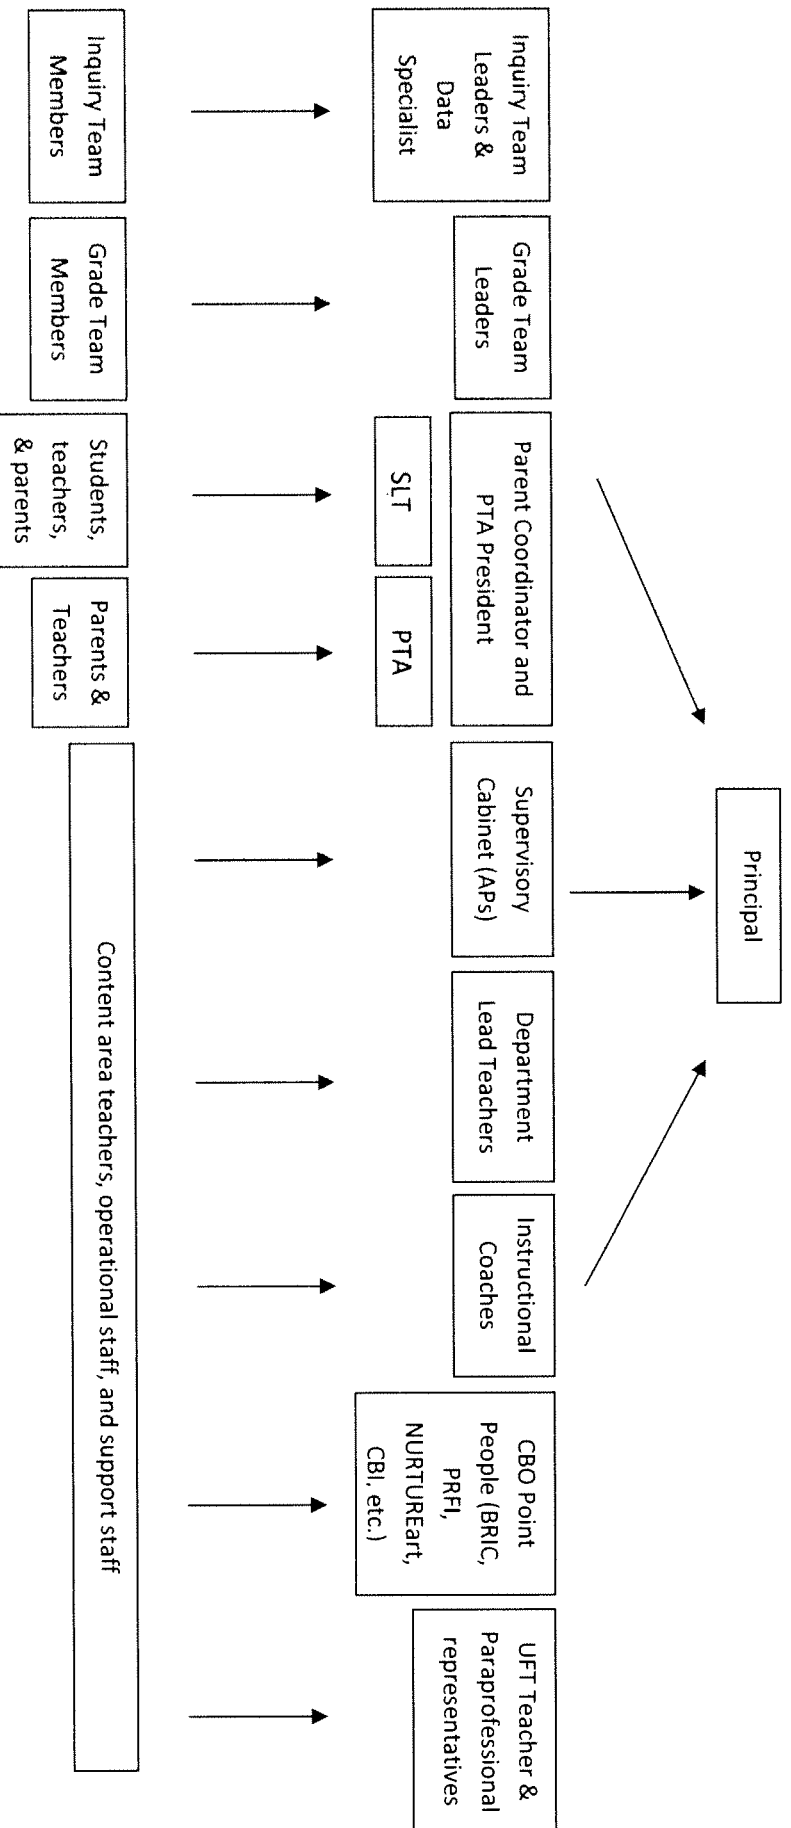 Principal
Inquiry Team
Leaders &
Data
Specialist
Grade Team
Leaders
Parent Coordinator and
PTA President
SLT
PTA
Supervisory
Cabinet (APs)
Department
Lead Teachers
Instructional
Coaches
CBO Point
People (BRIC,
PRFI,
NURTUREart,
CBI, etc.)
UFT Teacher &
Paraprofessional
representatives
Inquiry Team
Members
Grade Team
Members
Students,
teachers,
& parents
Parents &
Teachers
Content area teachers, operational staff, and support staff